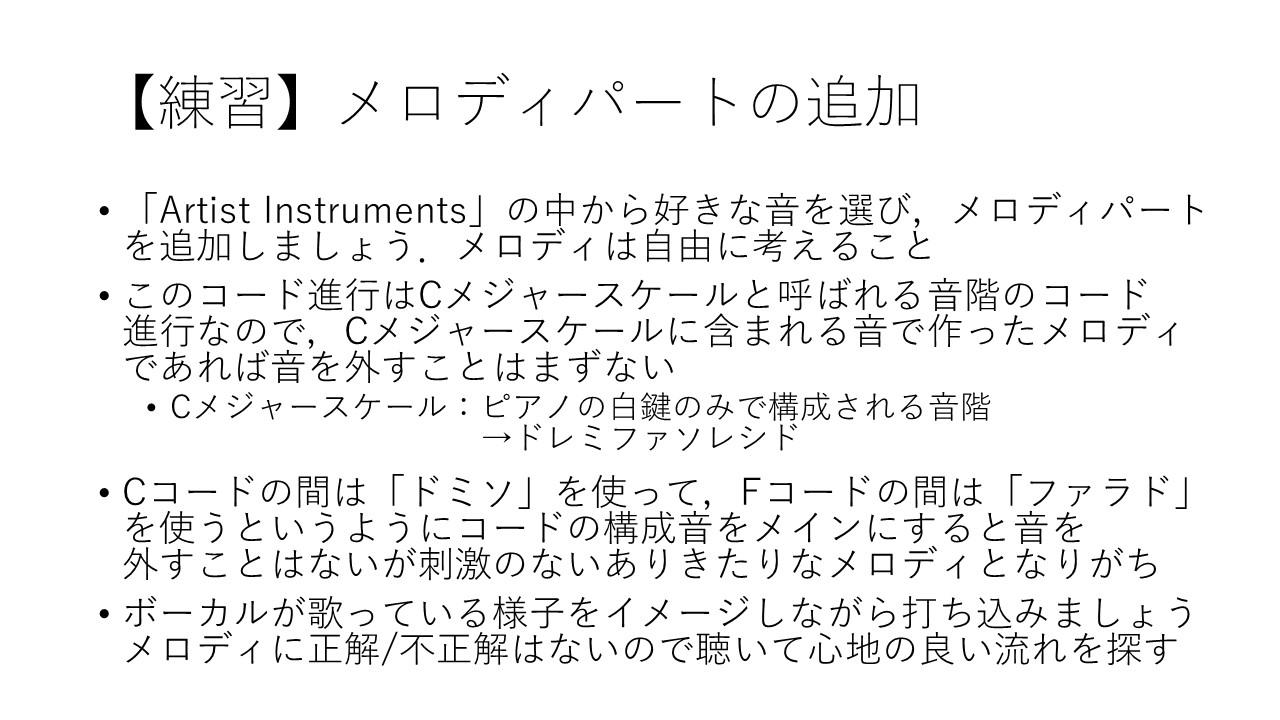 【練習】メロディパートの追加
• 「Artist Instruments」の中から好きな音を選び，メロディパート
を追加しましょう．メロディは自由に考えること
• このコード進行はCメジャースケールと呼ばれる音階のコード
進行なので，Cメジャースケールに含まれる音で作ったメロディ
であれば音を外すことはまずない
• Cメジャースケール：ピアノの白鍵のみで構成される音階
→ドレミファソレシド
• Cコードの間は「ドミソ」を使って，Fコードの間は「ファラド」
を使うというようにコードの構成音をメインにすると音を
外すことはないが刺激のないありきたりなメロディとなりがち
• ボーカルが歌っている様子をイメージしながら打ち込みましょう
メロディに正解/不正解はないので聴いて心地の良い流れを探す